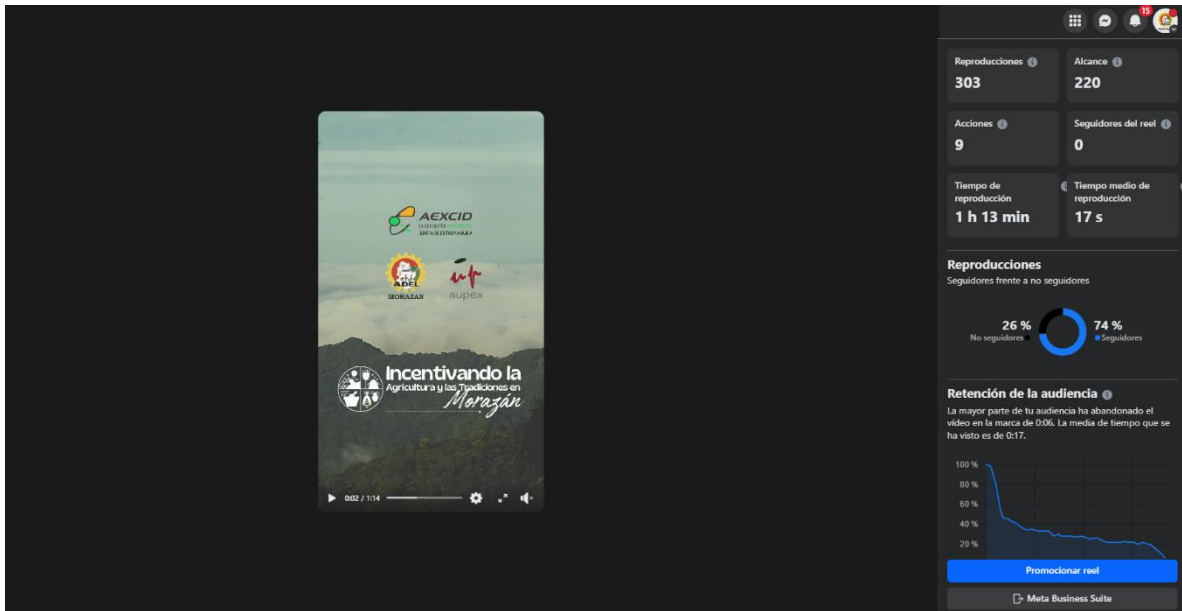 15
AEXCID
JUNTA DE EXTREMADURA
ADEL
MORAZAN
aupex
Incentivando la
Agricultura y las Tradiciones en
Morazán
0:02 / 1:14
Reproducciones
303
Alcance
220
Acciones
9
Seguidores del reel
0
Tiempo de
reproducción
1 h 13 min
Tiempo medio de
reproducción
17 s
Reproducciones
Seguidores frente a no seguidores
26 %
No seguidores
74 %
Seguidores
Retención de la audiencia
La mayor parte de tu audiencia ha abandonado el
vídeo en la marca de 0:06. La media de tiempo que se
ha visto es de 0:17.
100 %
80 %
60 %
40 %
20 %
Promocionar reel
Meta Business Suite